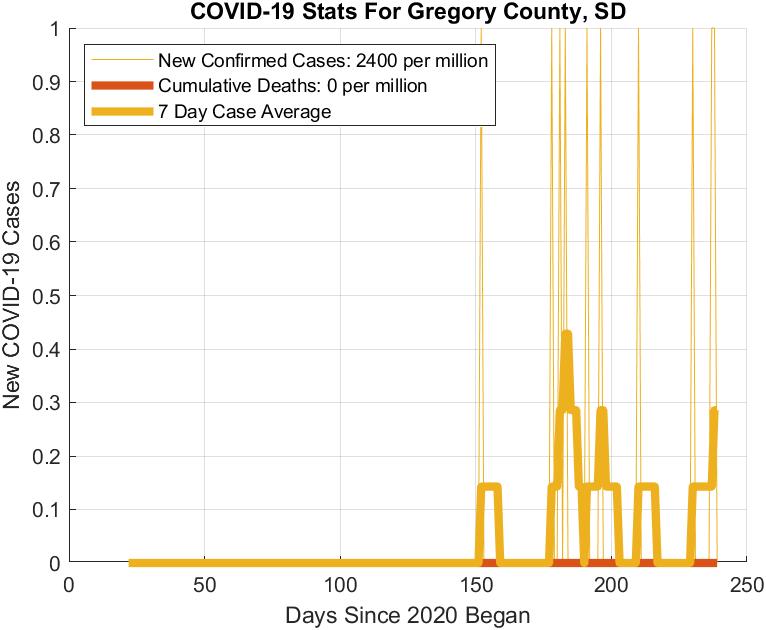 COVID-19 Stats For Gregory County, SD
New Confirmed Cases: 2400 per million
Cumulative Deaths: 0 per million
7 Day Case Average
New COVID-19 Cases
1
0.9
0.8
0.7
0.6
0.5
0.4
0.3
0.2
0.1
0
0 50 100 150 200 250
Days Since 2020 Began